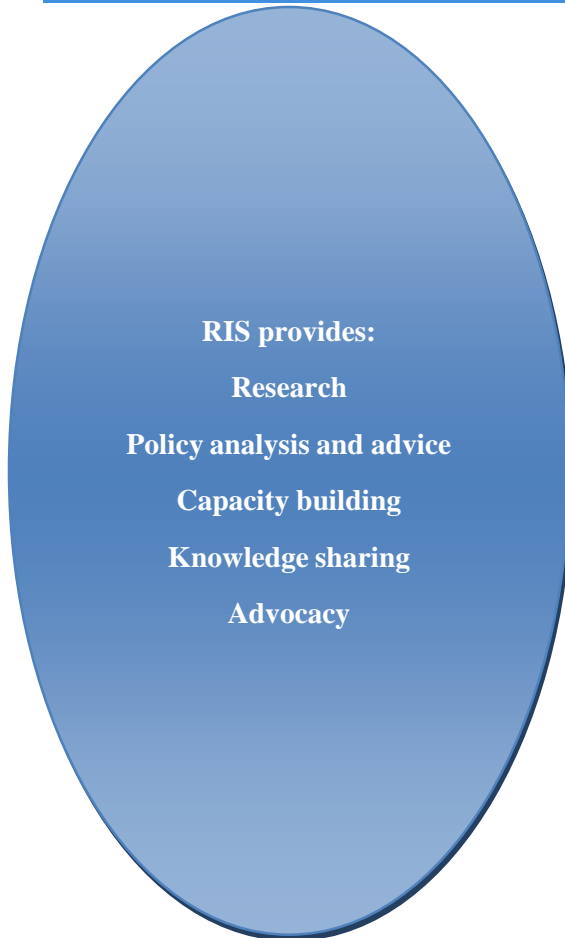 RIS provides:
Research
Policy analysis and advice
Capacity building
Knowledge sharing
Advocacy